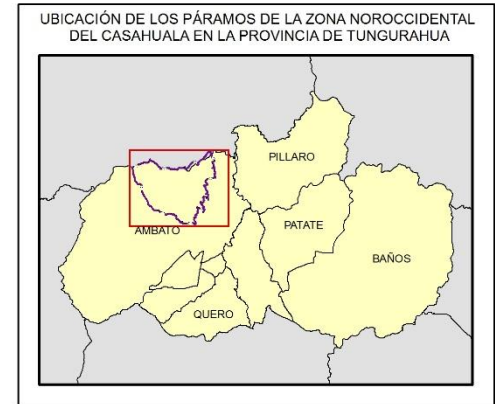 UBICACIÓN DE LOS PÁRAMOS DE LA ZONA NOROCCIDENTAL
DEL CASAHUALA EN LA PROVINCIA DE TUNGURAHUA
PILLARO
AMBATO
PATATE
BAÑOS
QUERO